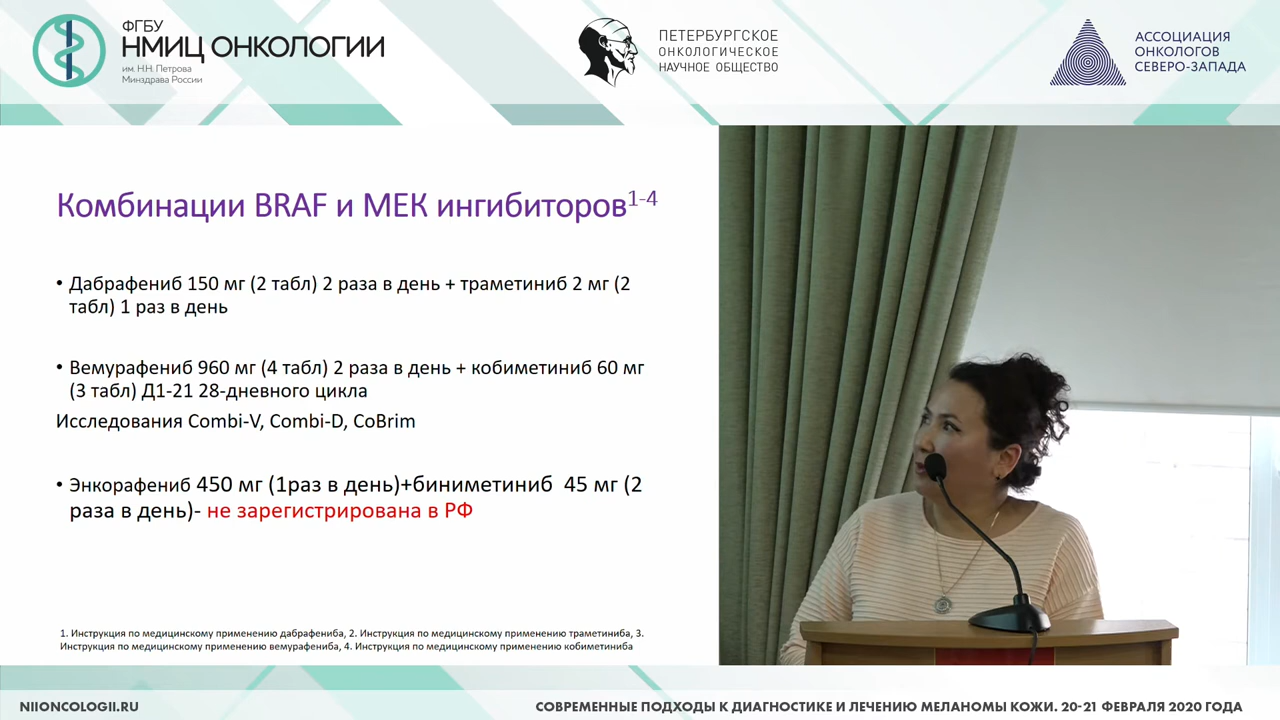 ФГБУ
НМИЦ ОНКОЛОГИИ
им. Н.Н. Петрова
Минздрава России
ПЕТЕРБУРГСКОЕ
ОНКОЛОГИЧЕСКОЕ
НАУЧНОЕ ОБЩЕСТВО
АССОЦИАЦИЯ
ОНКОЛОГОВ
СЕВЕРО-ЗАПАДА
Комбинации BRAF и МЕК ингибиторов1-4
• Дабрафениб 150 мг (2 табл) 2 раза в день + траметиниб 2 мг (2
табл) 1 раз в день
• Вемурафениб 960 мг (4 табл) 2 раза в день + кобиметиниб 60 мг
(3 табл) Д1-21 28-дневного цикла
Исследования Combi-V, Combi-D, CoBrim
• Энкорафениб 450 мг (1раз в день)+биниметиниб 45 мг (2
раза в день)- не зарегистрирована в РФ
1. Инструкция по медицинскому применению дабрафениба, 2. Инструкция по медицинскому применению траметиниба, 3.
Инструкция по медицинскому применению вемурафениба, 4. Инструкция по медицинскому применению кобиметиниба
NIIONCOLOGII.RU
СОВРЕМЕННЫЕ ПОДХОДЫ К ДИАГНОСТИКЕ И ЛЕЧЕНИЮ МЕЛАНОМЫ КОЖИ. 20-21 ФЕВРАЛЯ 2020 ГОДА